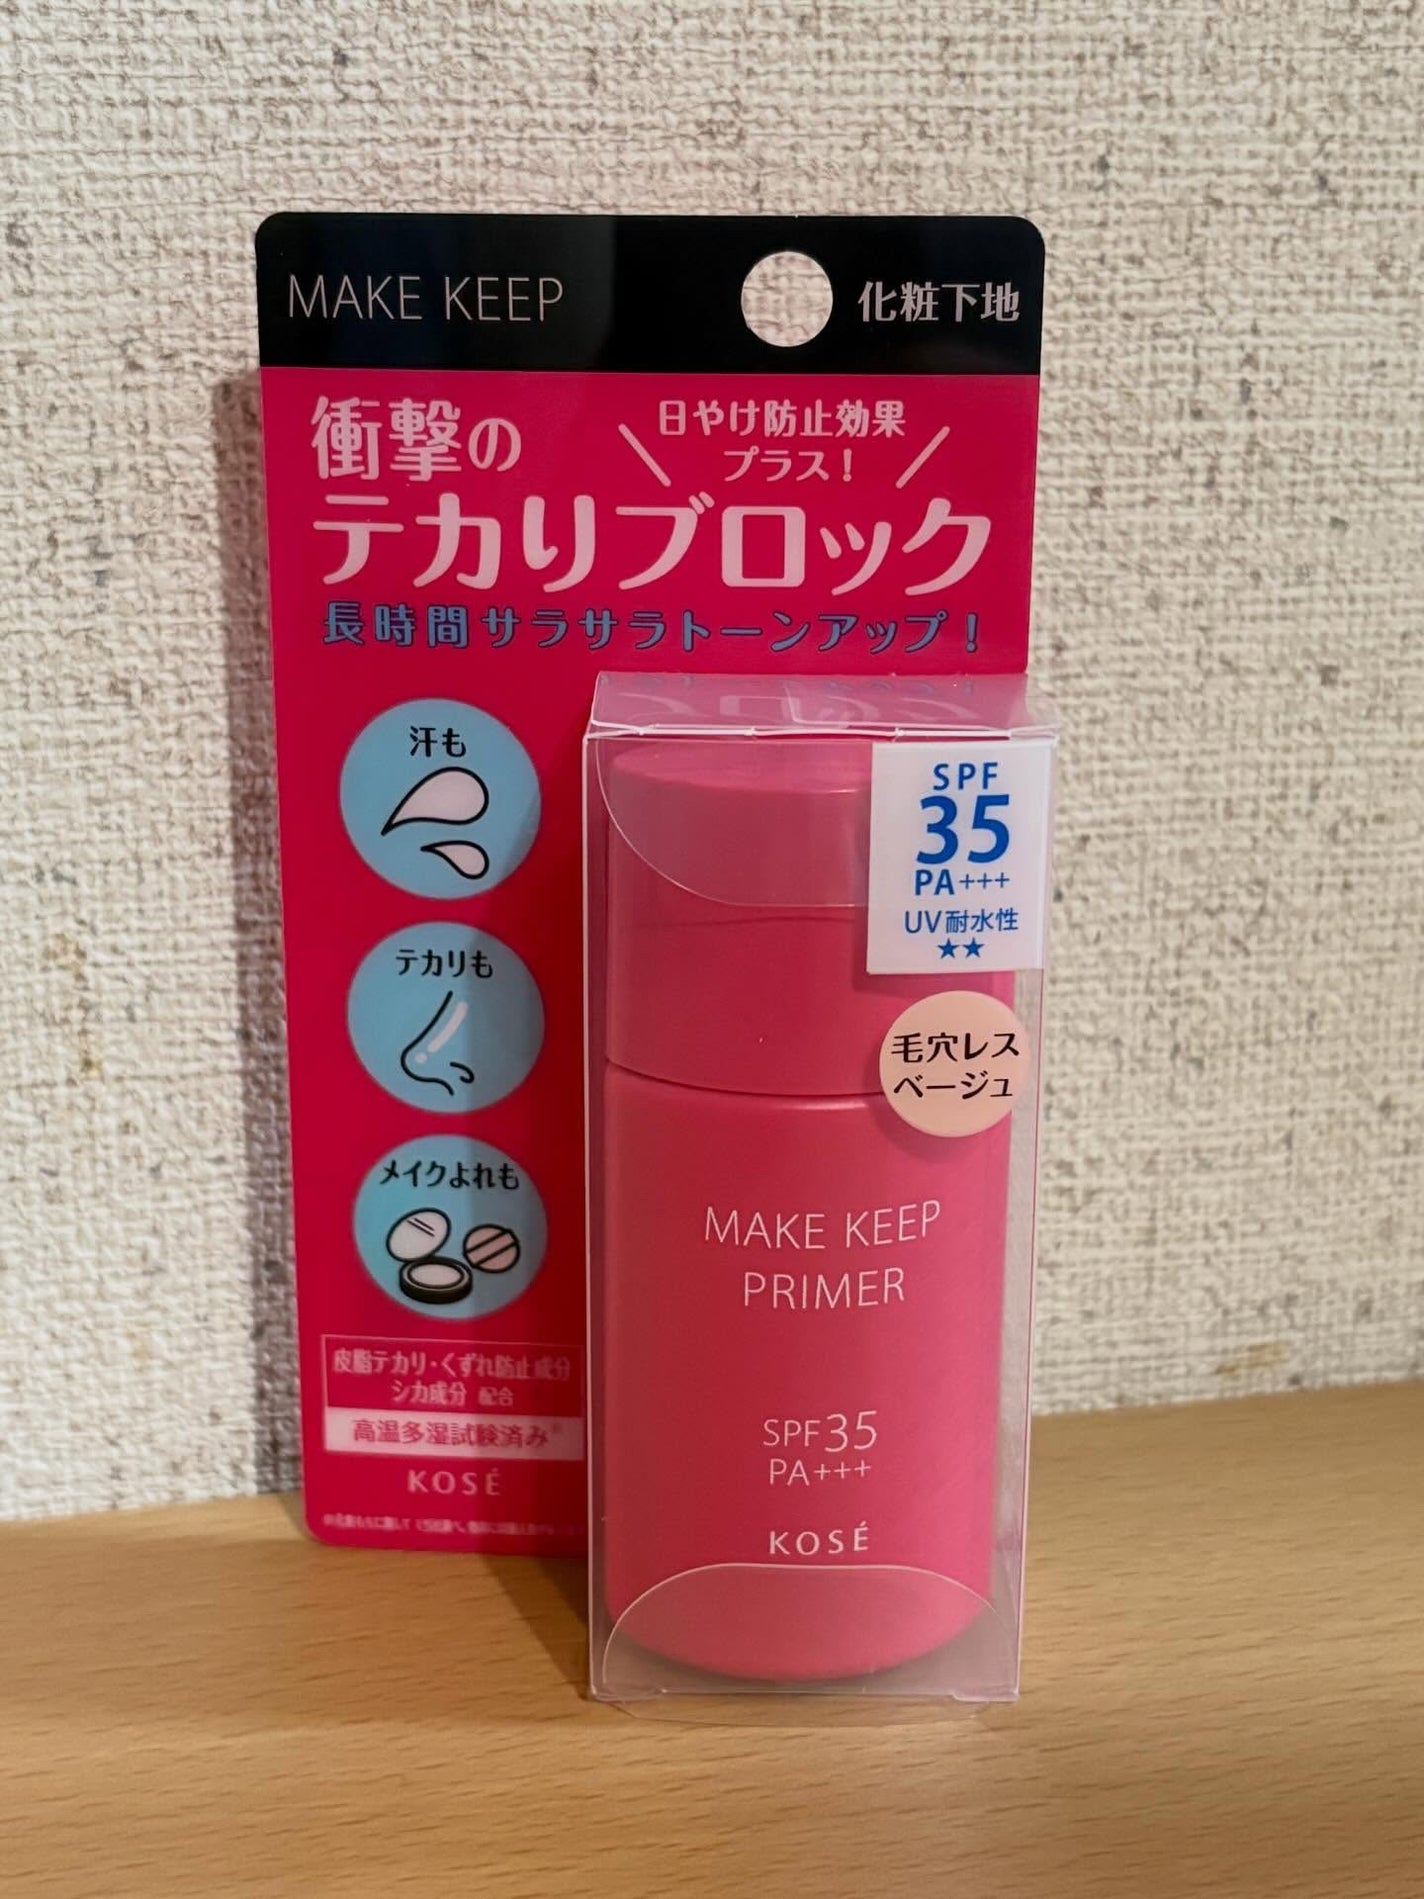 MAKE KEEP
化粧下地
衝撃の
日やけ防止効果
プラス！
テカリブロック
長時間サラサラトーンアップ！
汗も
テカリも
メイクよれも
皮脂テカリ・くずれ防止成分
シカ成分 配合
高温多湿試験済み※
KOSÉ
SPF
35
PA+++
UV耐水性
★★
毛穴レス
ベージュ
MAKE KEEP
PRIMER
SPF35
PA+++
KOSÉ